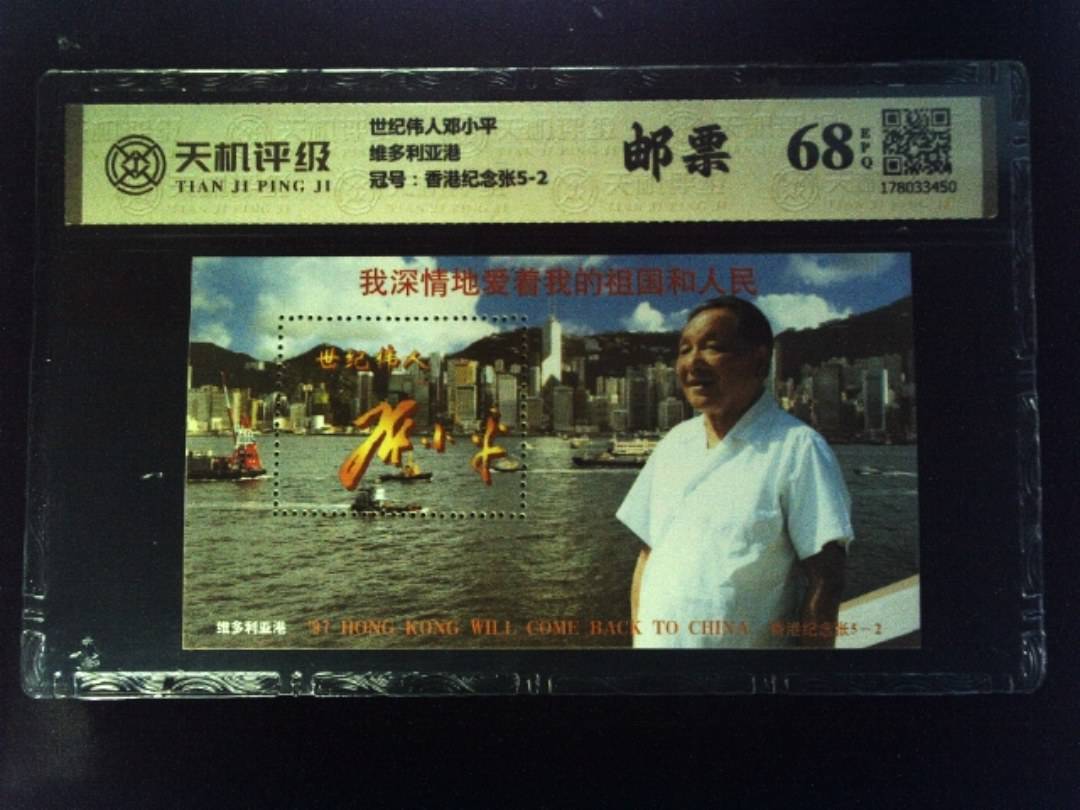 天机评级
TIAN JI PING JI
世纪伟人邓小平
维多利亚港
冠号：香港纪念张5-2
邮票
68
EPQ
178033450
我深情地爱着我的祖国和人民
世纪伟人
邓小平
维多利亚港 '97 HONG KONG WILL COME BACK TO CHINA 香港纪念张5－2